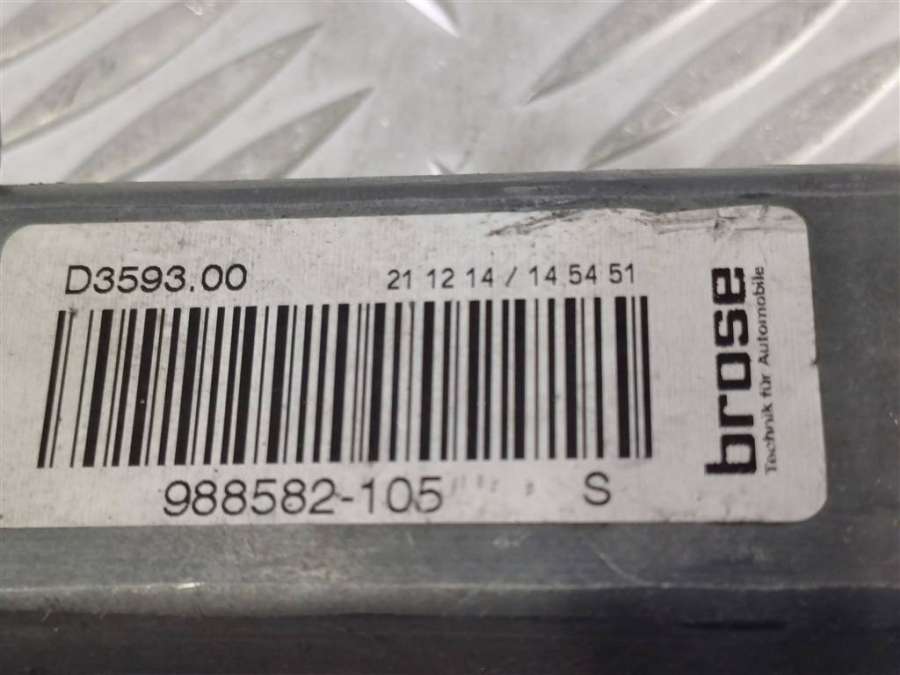 D3593.00 21 12 14 / 14 54 51
988582-105 S
brose
Technik für Automobile